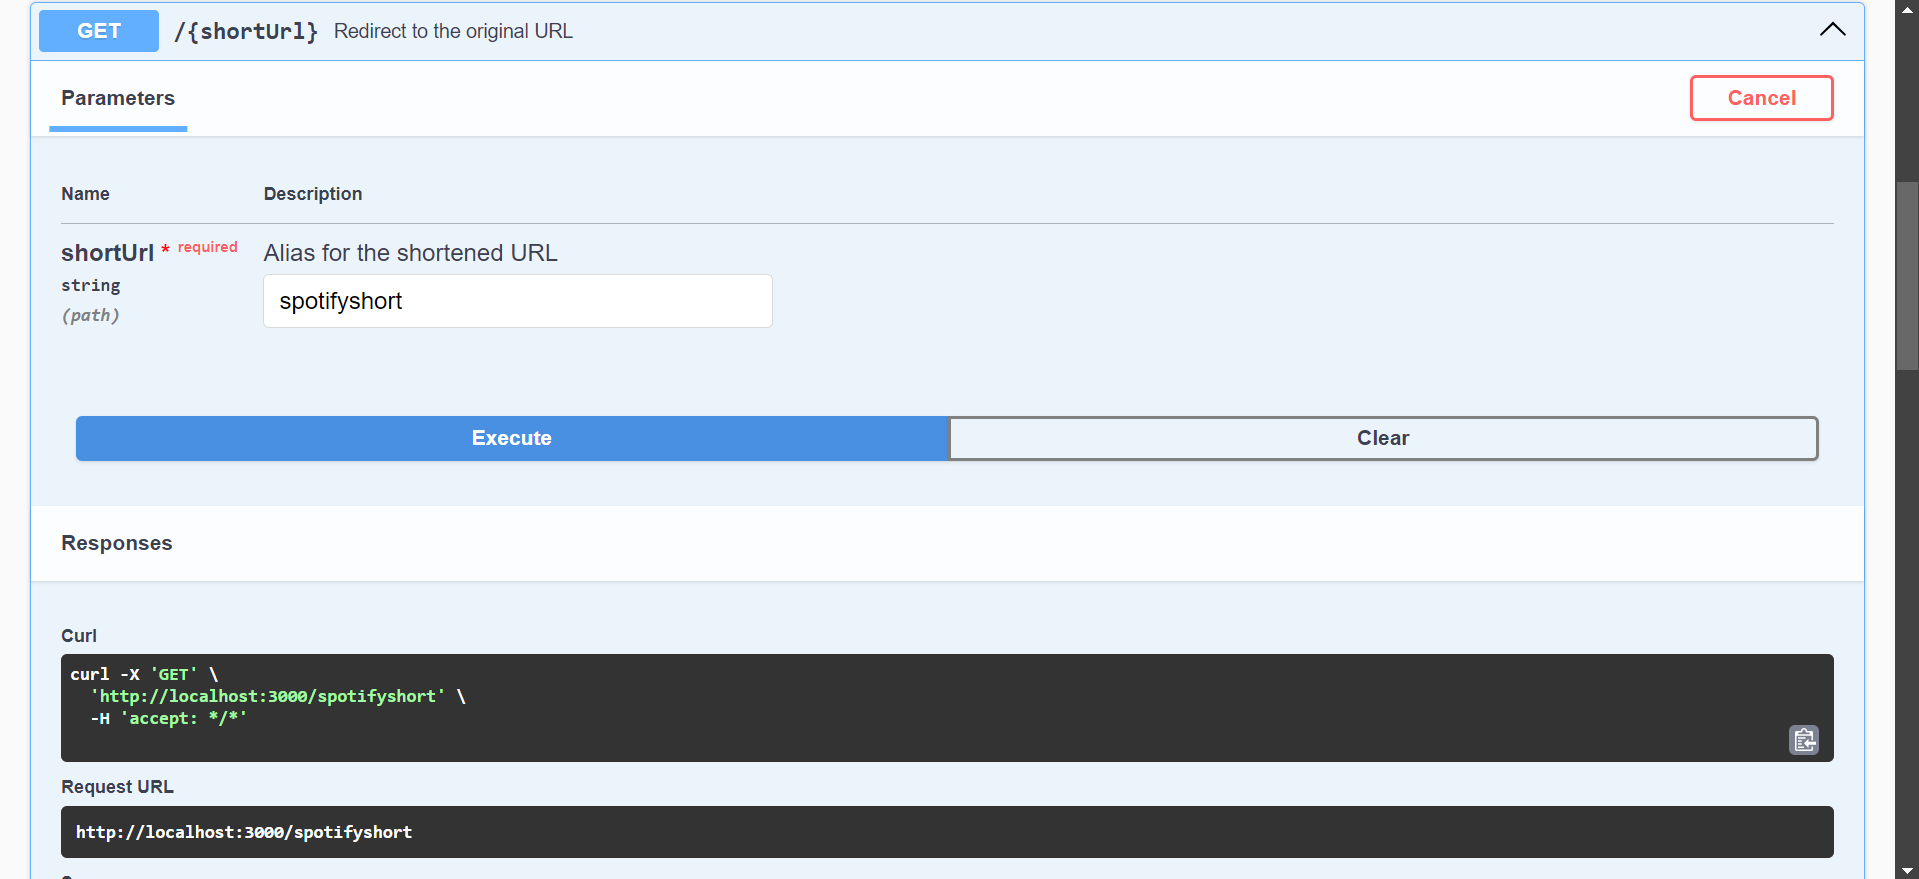 GET /{shortUrl} Redirect to the original URL
Parameters
Cancel
Name Description
shortUrl * required Alias for the shortened URL
string
spotifyshort
(path)
Execute Clear
Responses
Curl
curl -X 'GET' \
'http://localhost:3000/spotifyshort' \
-H 'accept: */*'
Request URL
http://localhost:3000/spotifyshort